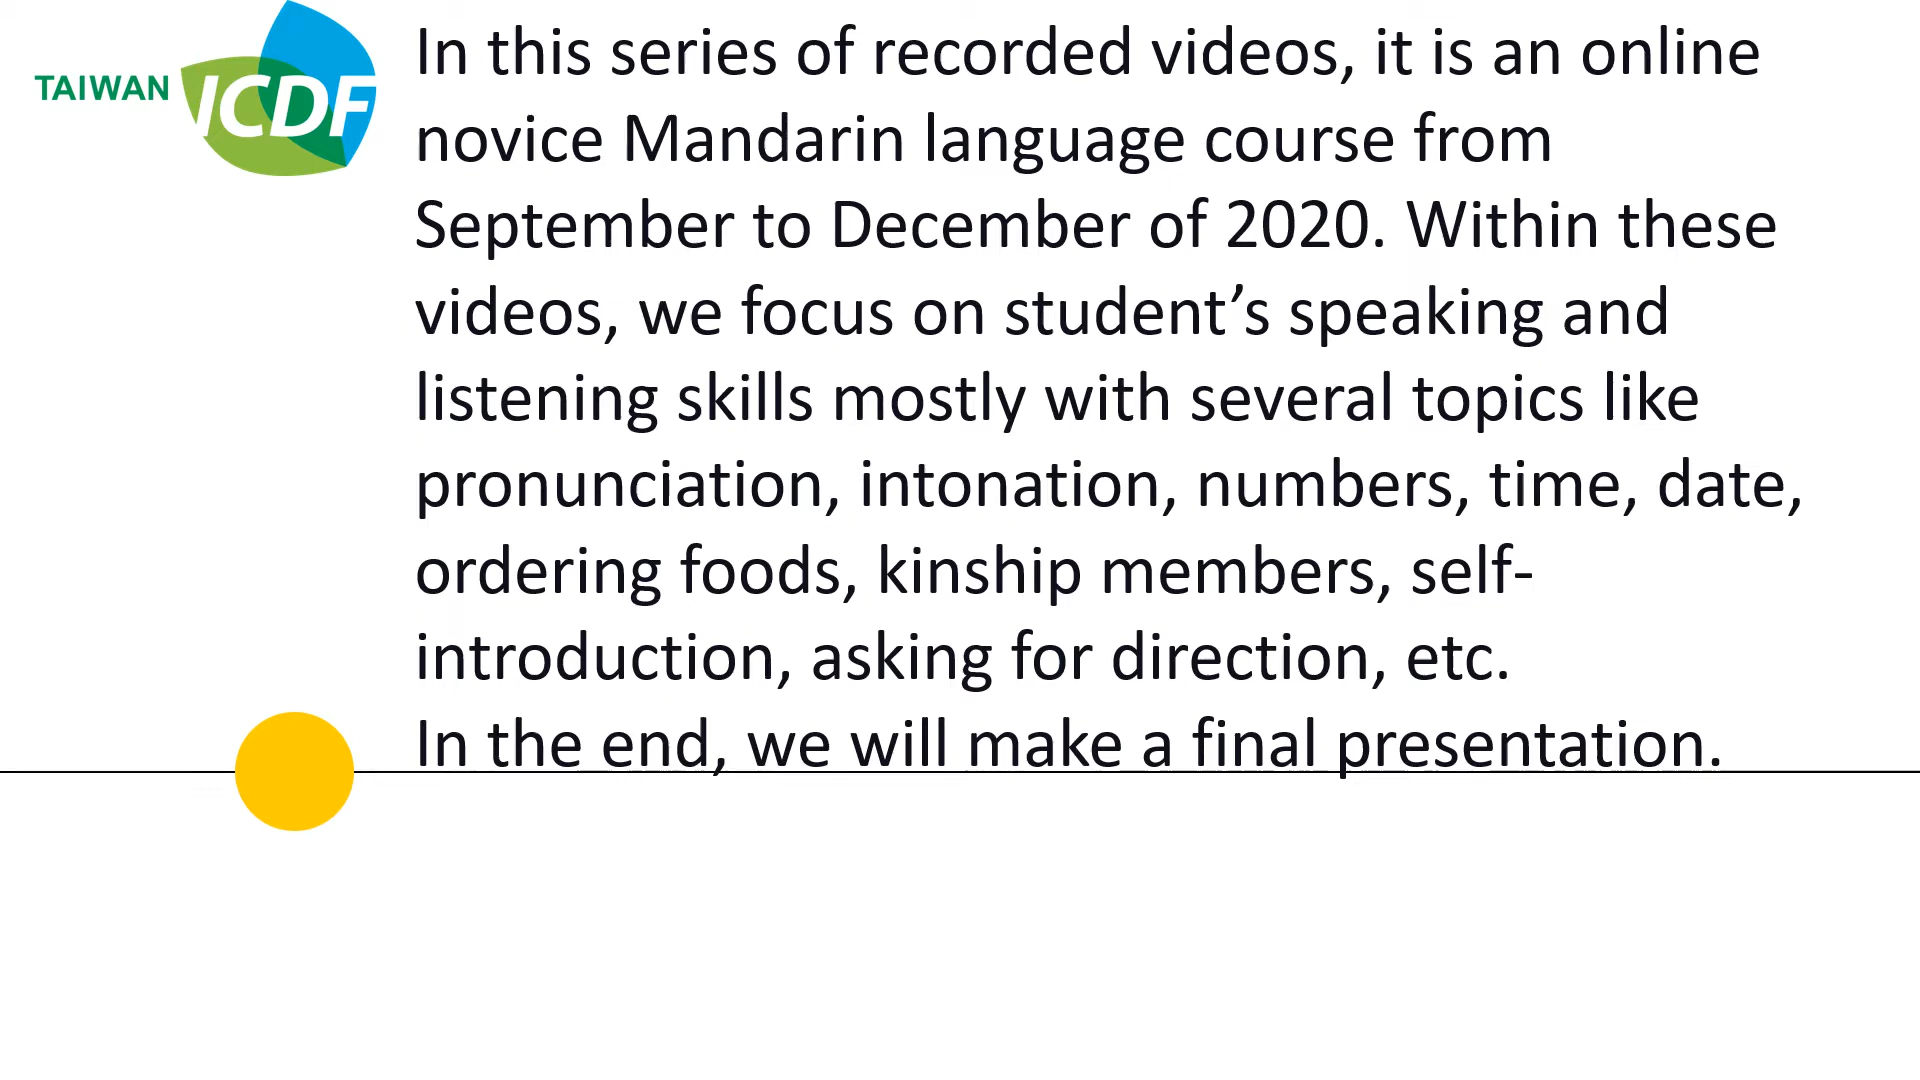 TAIWAN ICDF
In this series of recorded videos, it is an online
novice Mandarin language course from
September to December of 2020. Within these
videos, we focus on student’s speaking and
listening skills mostly with several topics like
pronunciation, intonation, numbers, time, date,
ordering foods, kinship members, self-
introduction, asking for direction, etc.
In the end, we will make a final presentation.